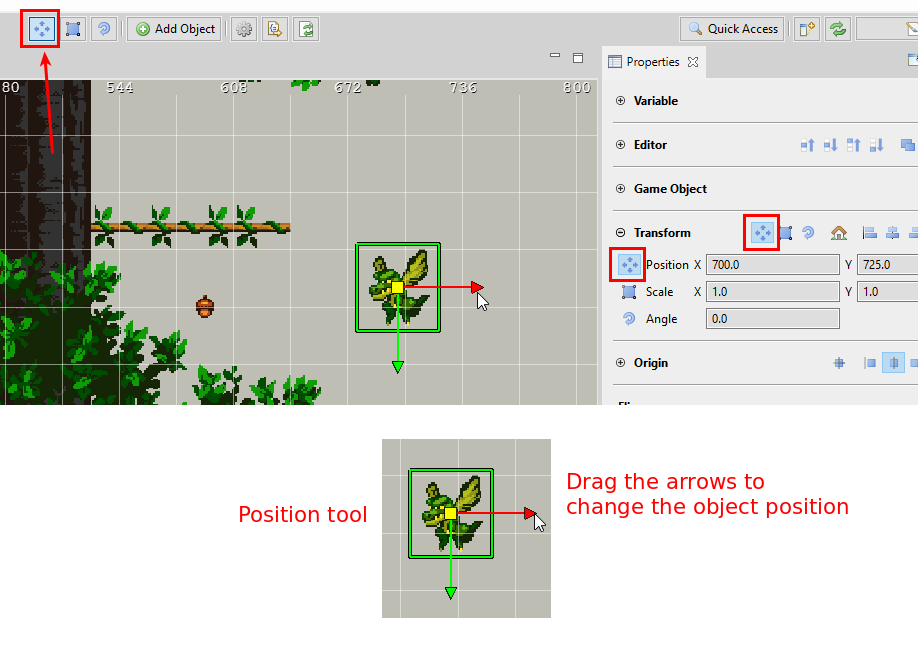 Add Object
Quick Access
Properties
80 544 608 672 736 800
Variable
Editor
Game Object
Transform
Position X 700.0 Y 725.0
Scale X 1.0 Y 1.0
Angle 0.0
Origin
Position tool
Drag the arrows to
change the object position